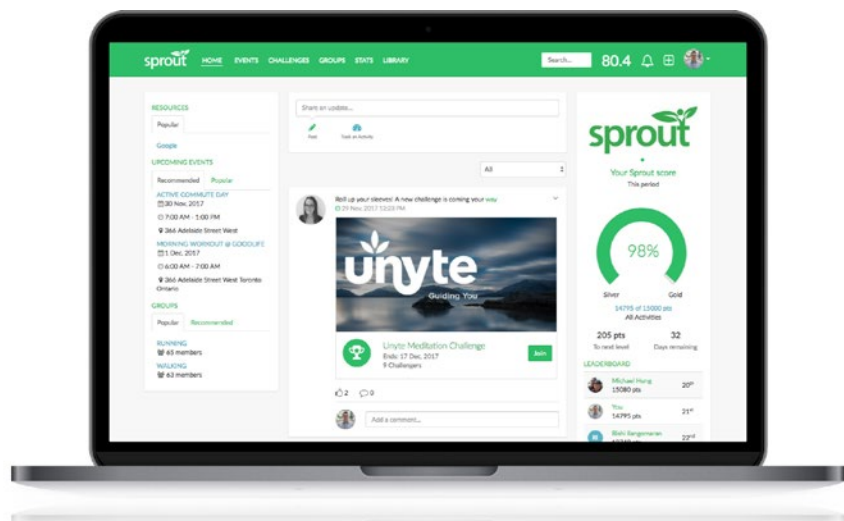 sprout
HOME EVENTS CHALLENGES GROUPS STATS LIBRARY
Search...
80.4
RESOURCES
Popular
Google
UPCOMING EVENTS
Recommended Popular
ACTIVE COMMUTE DAY
30 Nov, 2017
7:00 AM - 1:00 PM
366 Adelaide Street West
MORNING WORKOUT @ GOODLIFE
1 Dec, 2017
6:00 AM - 7:00 AM
366 Adelaide Street West Toronto
Ontario
GROUPS
Popular Recommended
RUNNING
65 members
WALKING
63 members
Share an update...
Post Track an Activity
All
Roll up your sleeves! A new challenge is coming your way
29 Nov, 2017 12:03 PM
unyte
Guiding You
Unyte Meditation Challenge
Ends: 17 Dec, 2017
9 Challengers
Join
2 0
Add a comment...
sprout
Your Sprout score
This period
98%
Silver Gold
14795 of 15000 pts
All Activities
205 pts 32
To next level Days remaining
LEADERBOARD
Michael Hong
15080 pts
20th
You
14795 pts
21st
22nd